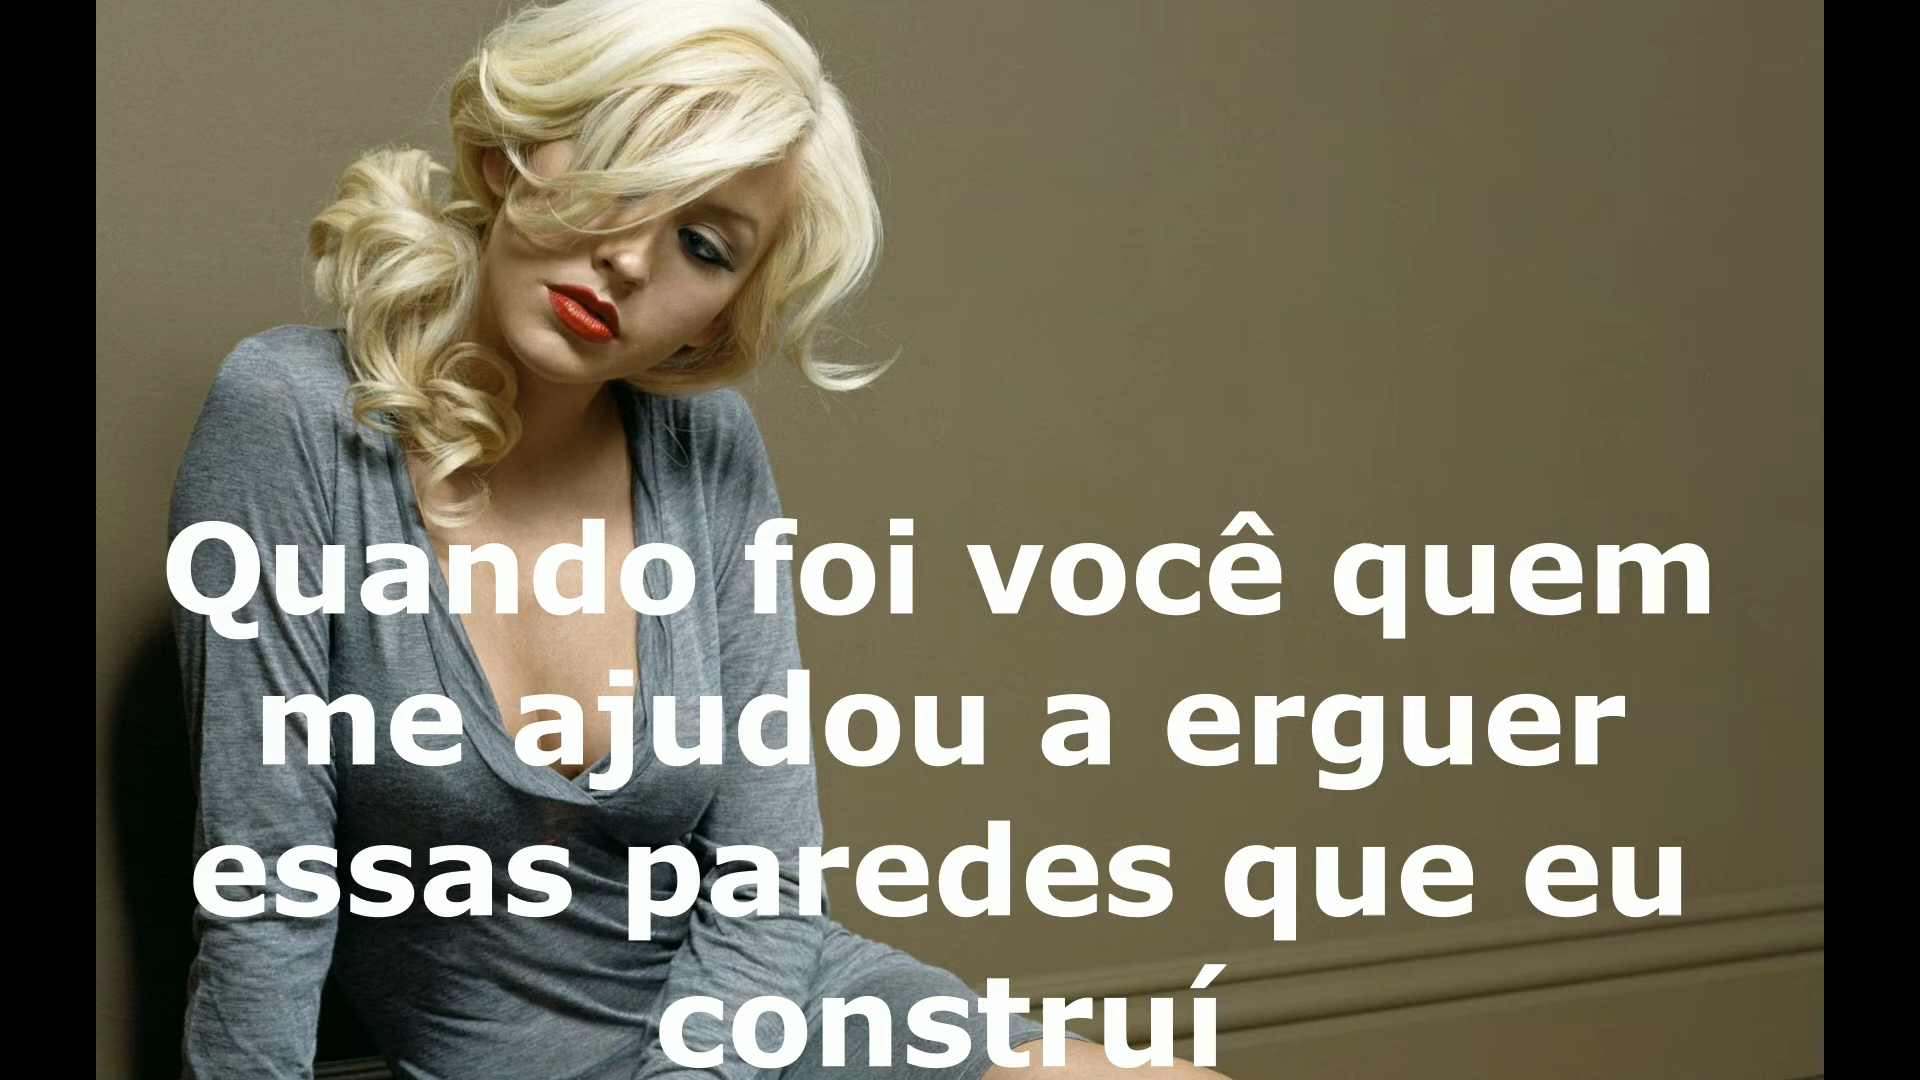 Quando foi você quem
me ajudou a erguer
essas paredes que eu
construí